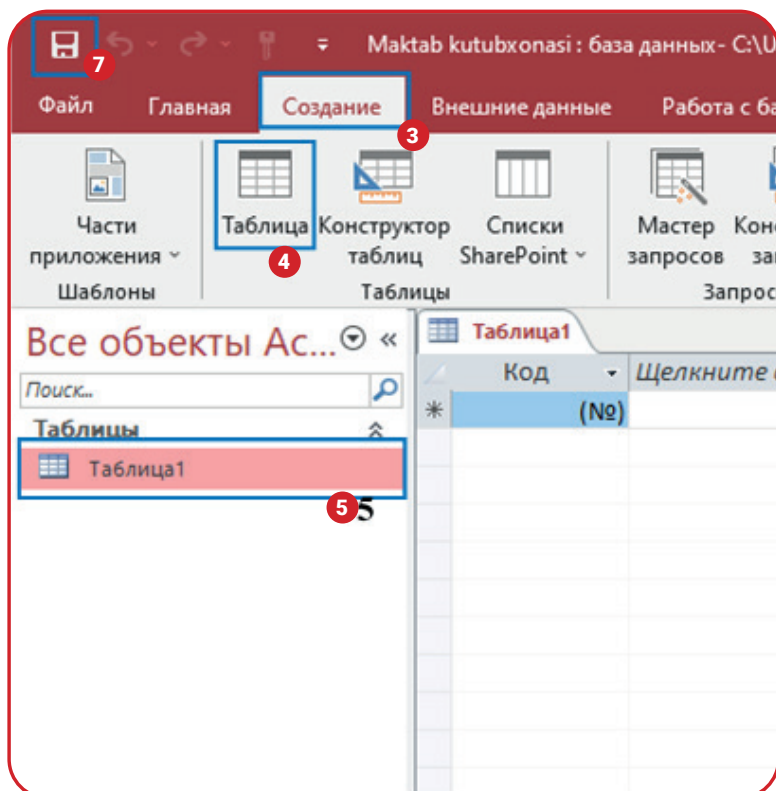 Maktab kutubxonasi : база данных- C:\U
7
Файл Главная Создание Внешние данные Работа с ба
3
Части приложения
Таблица
Конструктор таблиц
Списки SharePoint
Мастер запросов
Конс
за
4
Шаблоны Таблицы Запрос
Все объекты Ac...
Таблица1
Код Щелкните
Поиск...
(№)
Таблицы
Таблица1
5
5